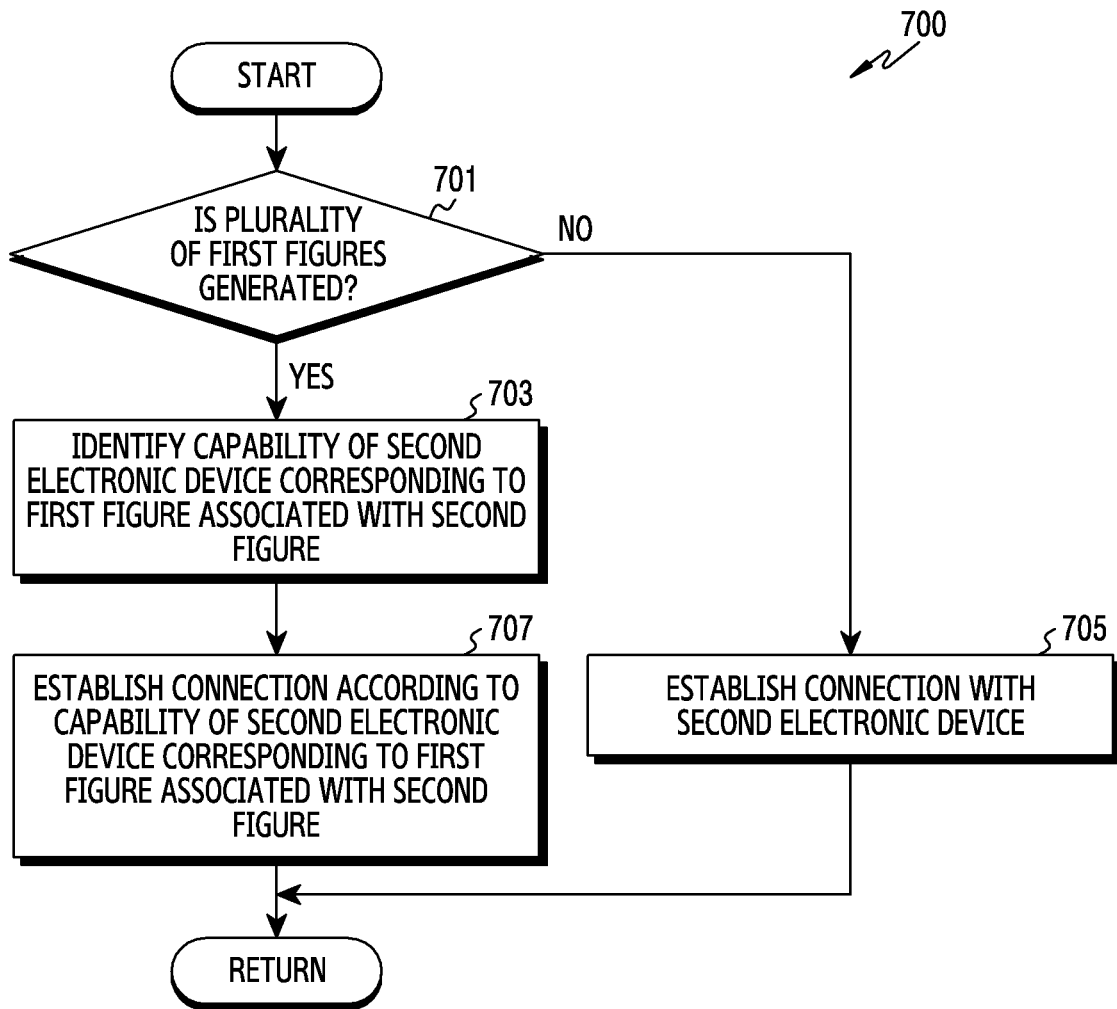 700
START
701
IS PLURALITY
OF FIRST FIGURES
GENERATED?
NO
YES
703
IDENTIFY CAPABILITY OF SECOND
ELECTRONIC DEVICE CORRESPONDING TO
FIRST FIGURE ASSOCIATED WITH SECOND
FIGURE
707
ESTABLISH CONNECTION ACCORDING TO
CAPABILITY OF SECOND ELECTRONIC
DEVICE CORRESPONDING TO FIRST
FIGURE ASSOCIATED WITH SECOND
FIGURE
705
ESTABLISH CONNECTION WITH
SECOND ELECTRONIC DEVICE
RETURN